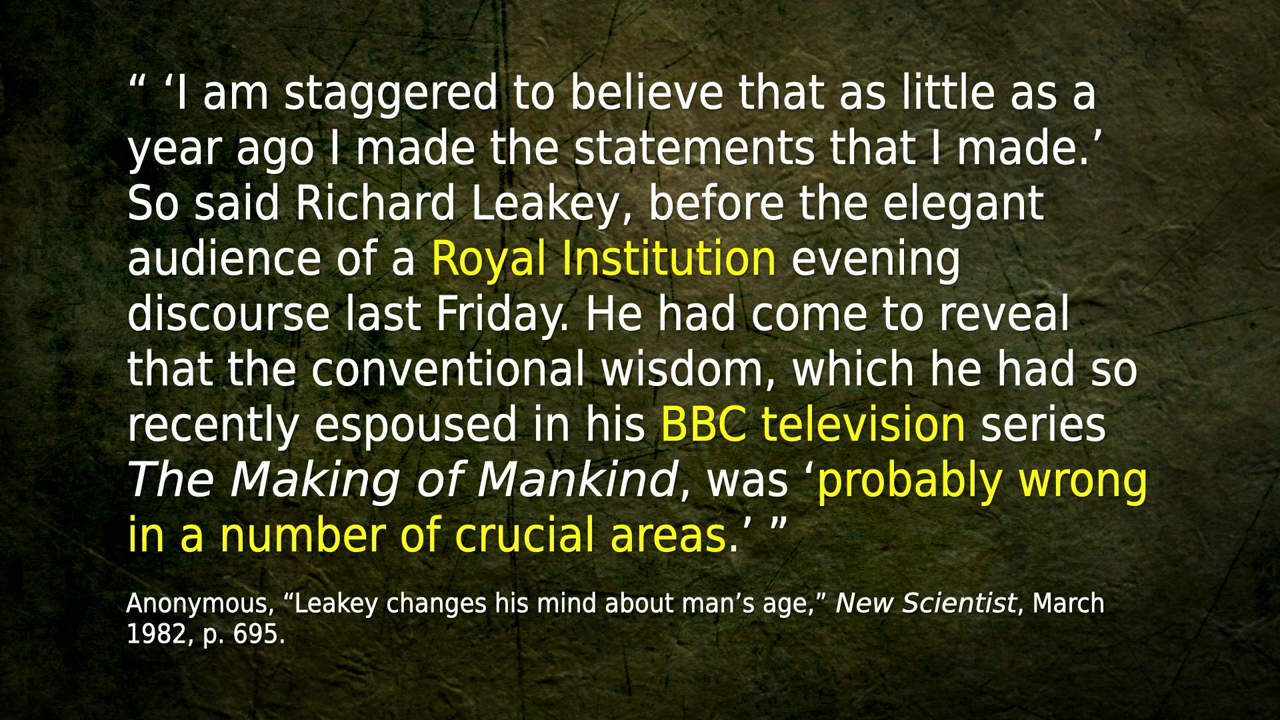 “ ‘I am staggered to believe that as little as a
year ago I made the statements that I made.’
So said Richard Leakey, before the elegant
audience of a Royal Institution evening
discourse last Friday. He had come to reveal
that the conventional wisdom, which he had so
recently espoused in his BBC television series
The Making of Mankind, was ‘probably wrong
in a number of crucial areas.’ ”
Anonymous, “Leakey changes his mind about man’s age,” New Scientist, March
1982, p. 695.